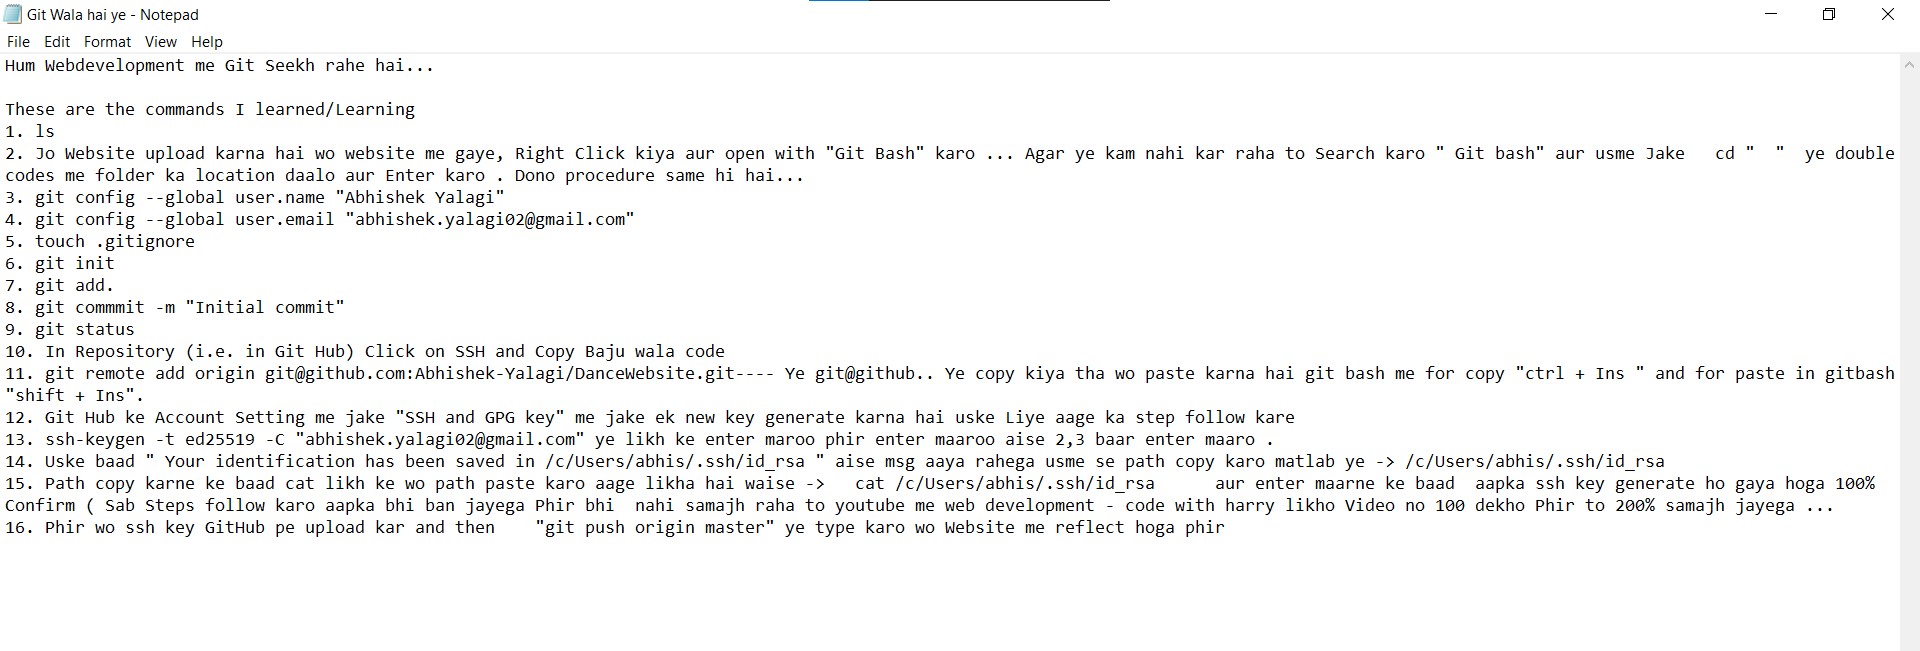 Git Wala hai ye - Notepad
File Edit Format View Help
Hum Webdevelopment me Git Seekh rahe hai...
These are the commands I learned/Learning
1. ls
2. Jo Website upload karna hai wo website me gaye, Right Click kiya aur open with "Git Bash" karo ... Agar ye kam nahi kar raha to Search karo " Git bash" aur usme Jake   cd "  "  ye double
codes me folder ka location daalo aur Enter karo . Dono procedure same hi hai...
3. git config --global user.name "Abhishek Yalagi"
4. git config --global user.email "abhishek.yalagi02@gmail.com"
5. touch .gitignore
6. git init
7. git add.
8. git commmit -m "Initial commit"
9. git status
10. In Repository (i.e. in Git Hub) Click on SSH and Copy Baju wala code
11. git remote add origin git@github.com:Abhishek-Yalagi/DanceWebsite.git---- Ye git@github.. Ye copy kiya tha wo paste karna hai git bash me for copy "ctrl + Ins " and for paste in gitbash
"shift + Ins".
12. Git Hub ke Account Setting me jake "SSH and GPG key" me jake ek new key generate karna hai uske Liye aage ka step follow kare
13. ssh-keygen -t ed25519 -C "abhishek.yalagi02@gmail.com" ye likh ke enter maroo phir enter maaroo aise 2,3 baar enter maaro .
14. Uske baad " Your identification has been saved in /c/Users/abhis/.ssh/id_rsa " aise msg aaya rahega usme se path copy karo matlab ye -> /c/Users/abhis/.ssh/id_rsa
15. Path copy karne ke baad cat likh ke wo path paste karo aage likha hai waise ->   cat /c/Users/abhis/.ssh/id_rsa      aur enter maarne ke baad  aapka ssh key generate ho gaya hoga 100%
Confirm ( Sab Steps follow karo aapka bhi ban jayega Phir bhi  nahi samajh raha to youtube me web development - code with harry likho Video no 100 dekho Phir to 200% samajh jayega ...
16. Phir wo ssh key GitHub pe upload kar and then    "git push origin master" ye type karo wo Website me reflect hoga phir